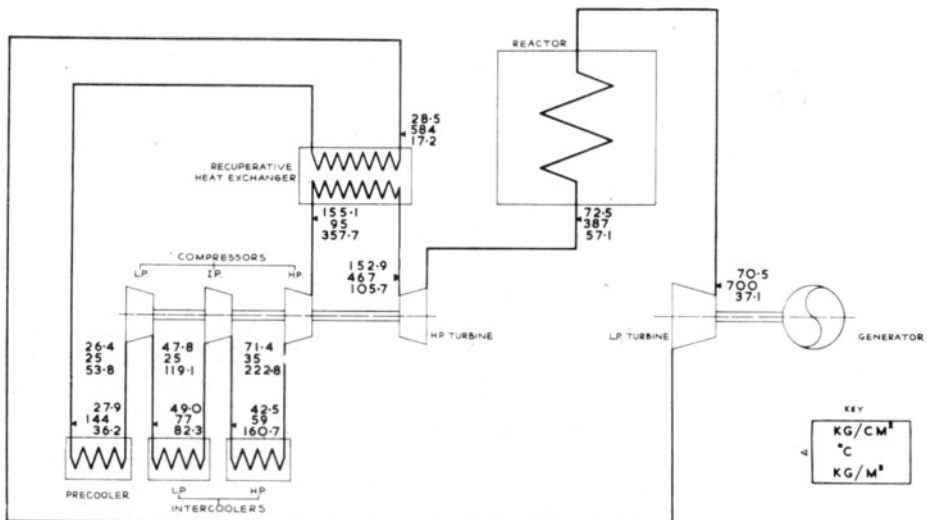 REACTOR
28·5
584
17·2
RECUPERATIVE
HEAT EXCHANGER
155·1
95
357·7
72·5
387
57·1
COMPRESSORS
L.P.
I.P.
H.P.
152·9
467
105·7
70·5
700
37·1
HP TURBINE
L.P. TURBINE
GENERATOR
26·4
25
53·8
47·8
25
119·1
71·4
35
222·8
27·9
144
36·2
49·0
77
82·3
42·5
59
160·7
KEY
KG/CM²
°C
KG/M³
PRECOOLER
L.P.
H.P.
INTERCOOLERS